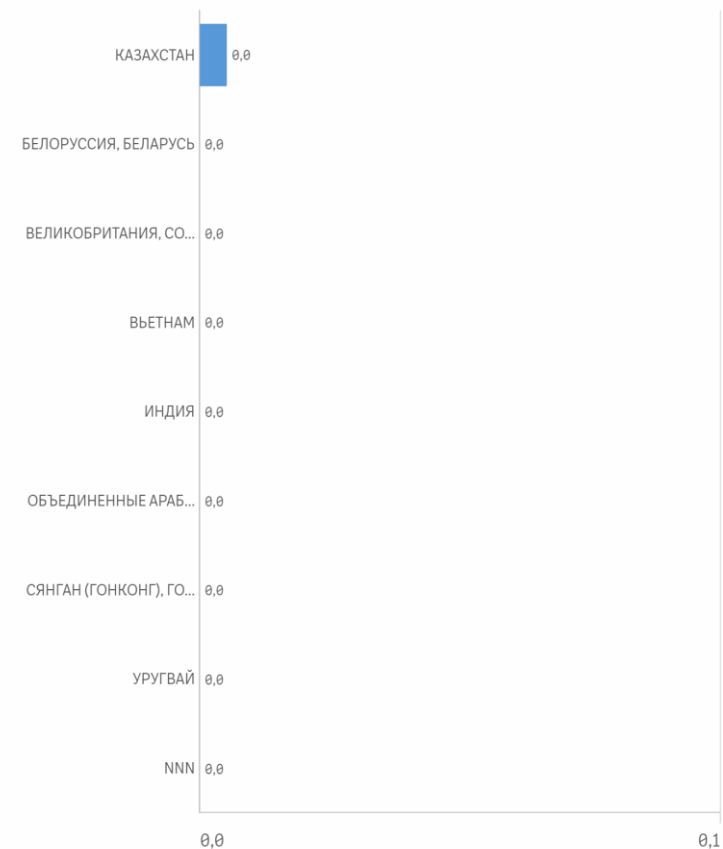 КАЗАХСТАН 0,0
БЕЛОРУССИЯ, БЕЛАРУСЬ 0,0
ВЕЛИКОБРИТАНИЯ, СО... 0,0
ВЬЕТНАМ 0,0
ИНДИЯ 0,0
ОБЪЕДИНЕННЫЕ АРАБ... 0,0
СЯНГАН (ГОНКОНГ), ГО... 0,0
УРУГВАЙ 0,0
NNN 0,0
0,0 0,1